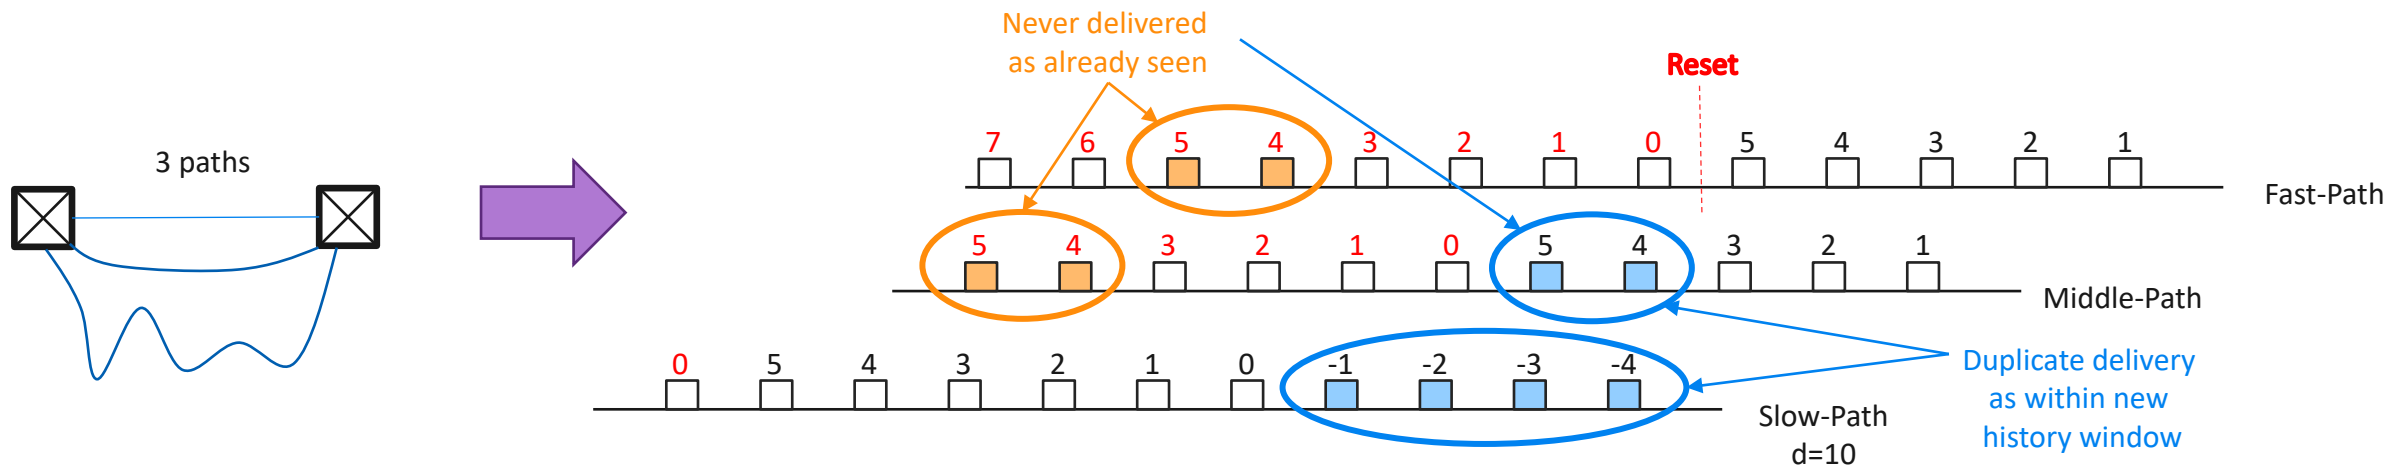 Never delivered
as already seen
Reset
3 paths
7 6 5 4 3 2 1 0 5 4 3 2 1
Fast-Path
5 4 3 2 1 0 5 4 3 2 1
Middle-Path
0 5 4 3 2 1 0 -1 -2 -3 -4
Slow-Path
d=10
Duplicate delivery
as within new
history window